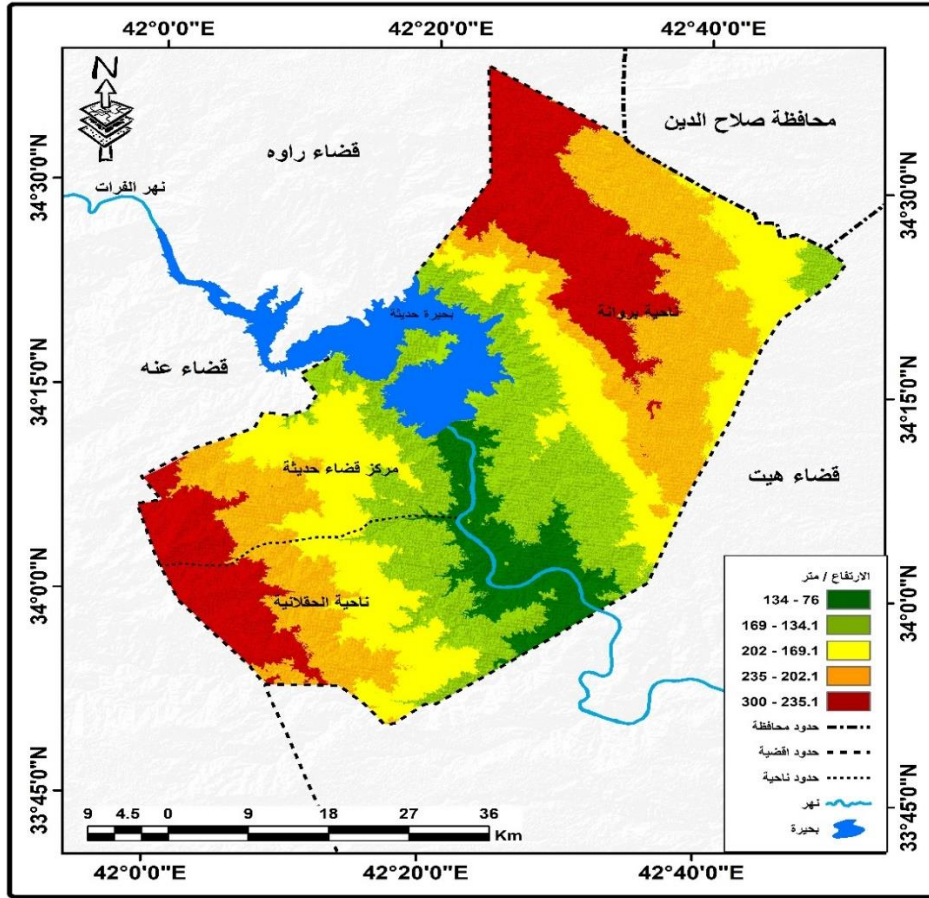 42°0'0"E
42°20'0"E
42°40'0"E
N
محافظة صلاح الدين
قضاء راوه
34°30'0"N
34°30'0"N
نهر الفرات
بحيرة حديثة
ناحية بروانة
قضاء عنه
34°15'0"N
34°15'0"N
مركز قضاء حديثة
قضاء هيت
ناحية الحقلانية
34°0'0"N
34°0'0"N
الارتفاع / متر
134 - 76
169 - 134.1
202 - 169.1
235 - 202.1
300 - 235.1
حدود محافظة
حدود اقضية
حدود ناحية
نهر
بحيرة
33°45'0"N
33°45'0"N
9 4.5 0 9 18 27 36
Km
42°0'0"E
42°20'0"E
42°40'0"E